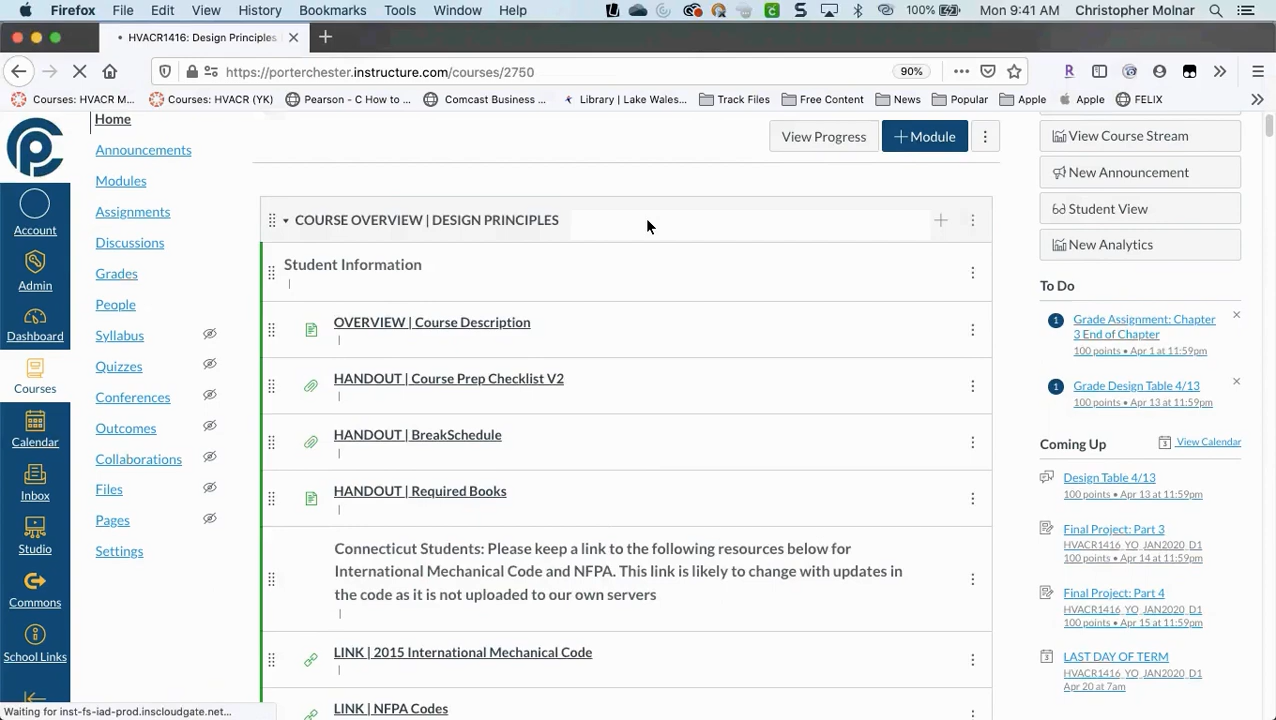 Firefox File Edit View History Bookmarks Tools Window Help 100% Mon 9:41 AM Christopher Molnar
HVACR1416: Design Principles
https://porterchester.instructure.com/courses/2750 90%
Courses: HVACR M... Courses: HVACR (YK) Pearson - C How to ... Comcast Business ... Library | Lake Wales... Track Files Free Content News Popular Apple Apple FELIX
Home
Announcements
Modules
Assignments
Discussions
Grades
People
Syllabus
Quizzes
Conferences
Outcomes
Collaborations
Files
Pages
Settings
Account
Admin
Dashboard
Courses
Calendar
Inbox
Studio
Commons
School Links
View Progress + Module
COURSE OVERVIEW | DESIGN PRINCIPLES
Student Information
|
OVERVIEW | Course Description
|
HANDOUT | Course Prep Checklist V2
|
HANDOUT | BreakSchedule
|
HANDOUT | Required Books
|
Connecticut Students: Please keep a link to the following resources below for
International Mechanical Code and NFPA. This link is likely to change with updates in
the code as it is not uploaded to our own servers
|
LINK | 2015 International Mechanical Code
|
LINK | NFPA Codes
View Course Stream
New Announcement
Student View
New Analytics
To Do
1 Grade Assignment: Chapter
3 End of Chapter
100 points • Apr 1 at 11:59pm
1 Grade Design Table 4/13
100 points • Apr 13 at 11:59pm
Coming Up View Calendar
Design Table 4/13
100 points • Apr 13 at 11:59pm
Final Project: Part 3
HVACR1416_YO_JAN2020_D1
100 points • Apr 14 at 11:59pm
Final Project: Part 4
HVACR1416_YO_JAN2020_D1
100 points • Apr 15 at 11:59pm
LAST DAY OF TERM
HVACR1416_YO_JAN2020_D1
Apr 20 at 7am
Waiting for inst-fs-iad-prod.inscloudgate.net...